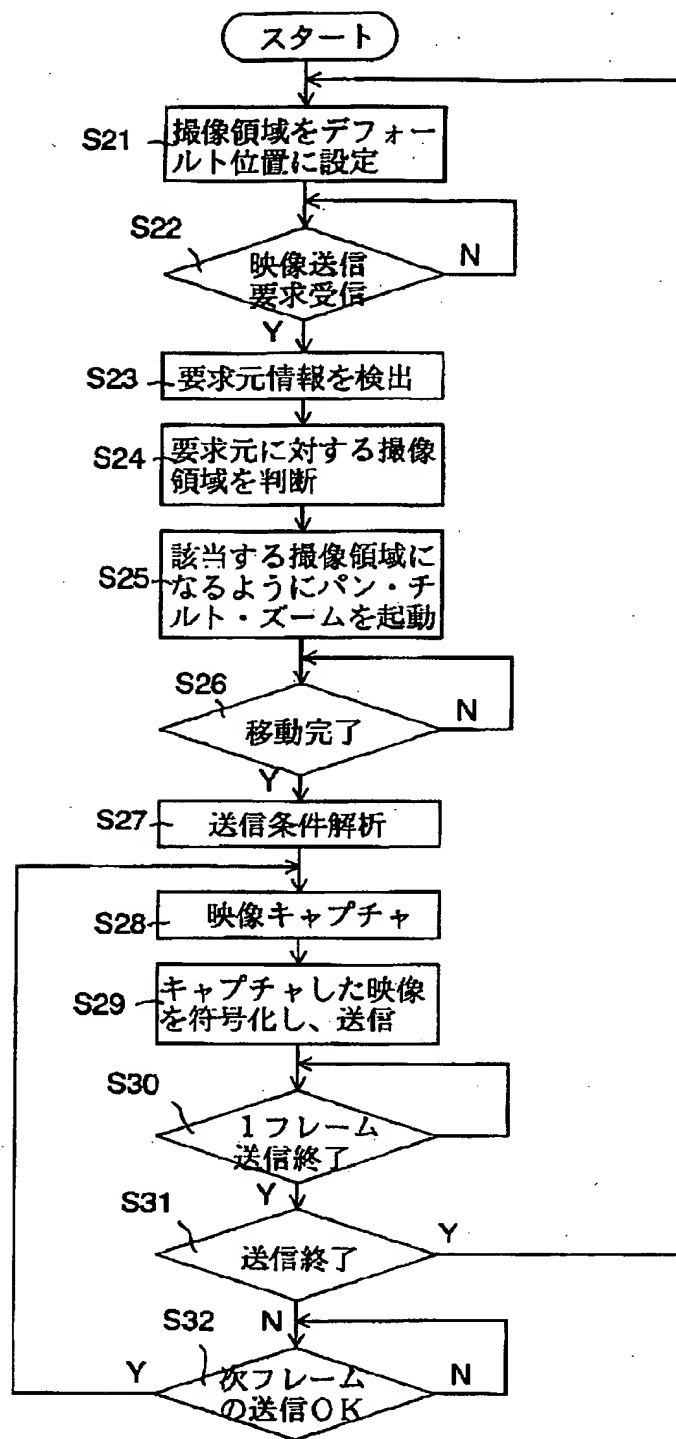 スタート
S21
撮像領域をデフォー
ルト位置に設定
S22
映像送信
要求受信
N
Y
S23
要求元情報を検出
S24
要求元に対する撮像
領域を判断
S25
該当する撮像領域に
なるようにパン・チ
ルト・ズームを起動
S26
移動完了
N
Y
S27
送信条件解析
S28
映像キャプチャ
S29
キャプチャした映像
を符号化し、送信
S30
1フレーム
送信終了
Y
S31
送信終了
Y
N
S32
次フレーム
の送信OK
Y
N